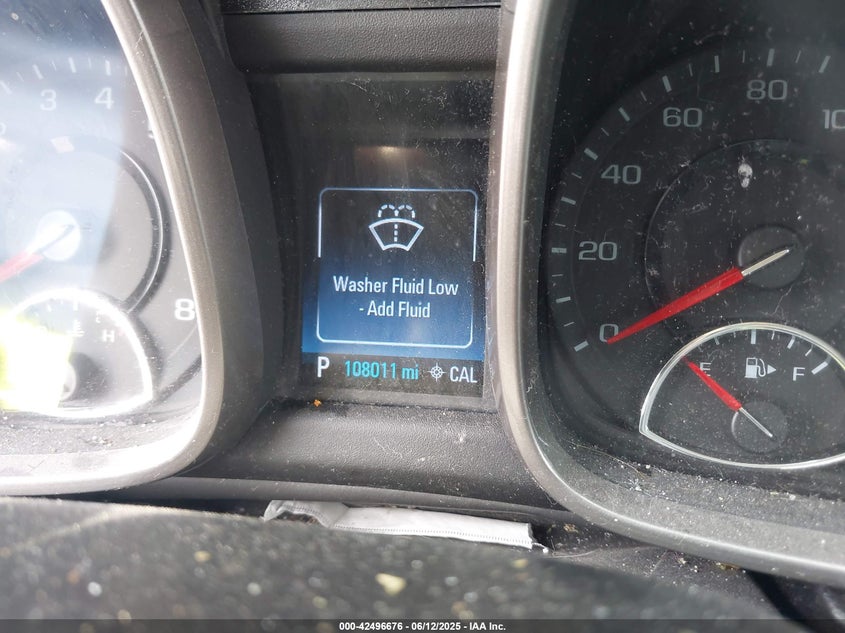 3 4
8
H
Washer Fluid Low
- Add Fluid
P 108011 mi CAL
0 20 40 60 80
E F
000-42496676 / 06/12/2025 - IAA Inc.